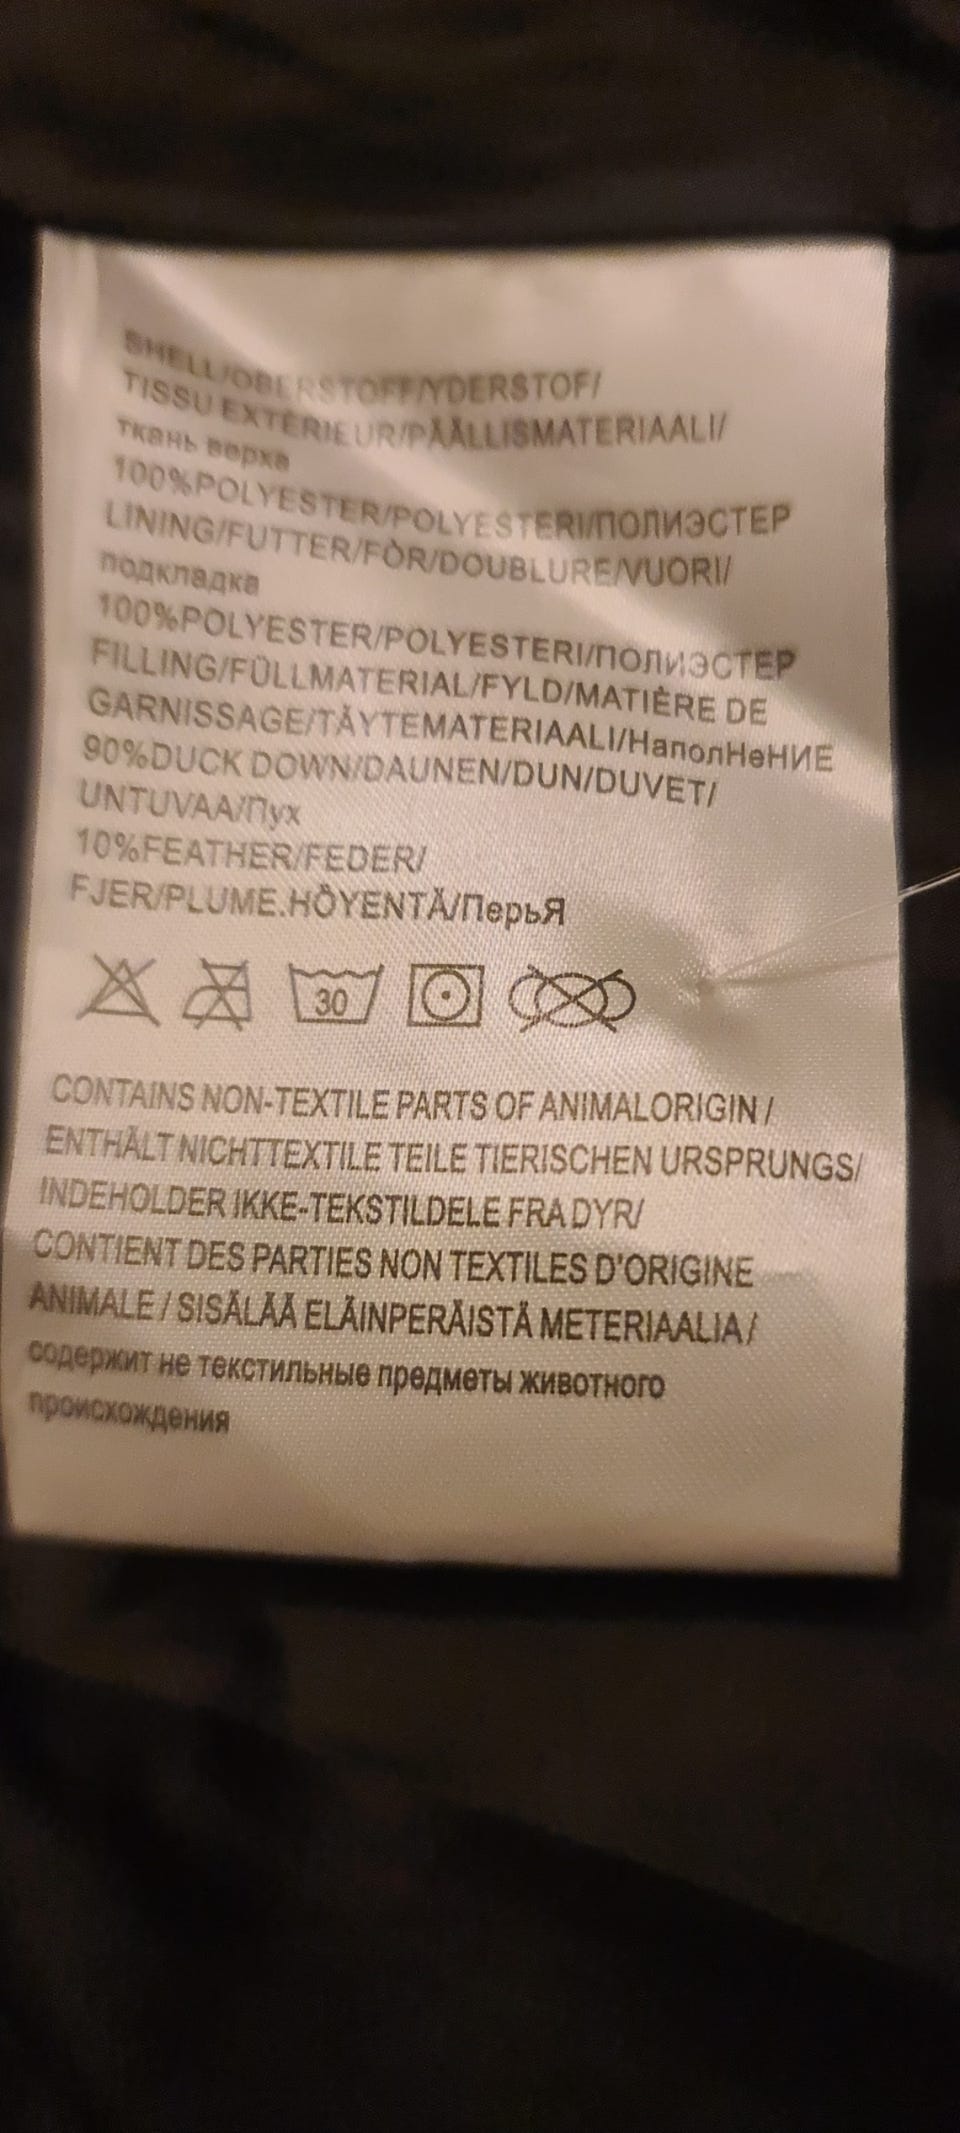 SHELL/OBERSTOFF/YDERSTOF/
TISSU EXTÉRIEUR/PÄÄLLISMATERIAALI/
ткань верха
100%POLYESTER/POLYESTERI/ПОЛИЭСТЕР
LINING/FUTTER/FÒR/DOUBLURE/VUORI/
подкладка
100%POLYESTER/POLYESTERI/ПОЛИЭСТЕР
FILLING/FÜLLMATERIAL/FYLD/MATIÈRE DE
GARNISSAGE/TÄYTEMATERIAALI/НаполНеНИЕ
90%DUCK DOWN/DAUNEN/DUN/DUVET/
UNTUVAA/Пух
10%FEATHER/FEDER/
FJER/PLUME.HÖYENTÄ/ПерьЯ
30
CONTAINS NON-TEXTILE PARTS OF ANIMALORIGIN /
ENTHÄLT NICHTTEXTILE TEILE TIERISCHEN URSPRUNGS/
INDEHOLDER IKKE-TEKSTILDELE FRA DYR/
CONTIENT DES PARTIES NON TEXTILES D'ORIGINE
ANIMALE / SISÄLÄÄ ELÄINPERÄISTÄ METERIAALIA /
содержит не текстильные предметы животного
происхождения